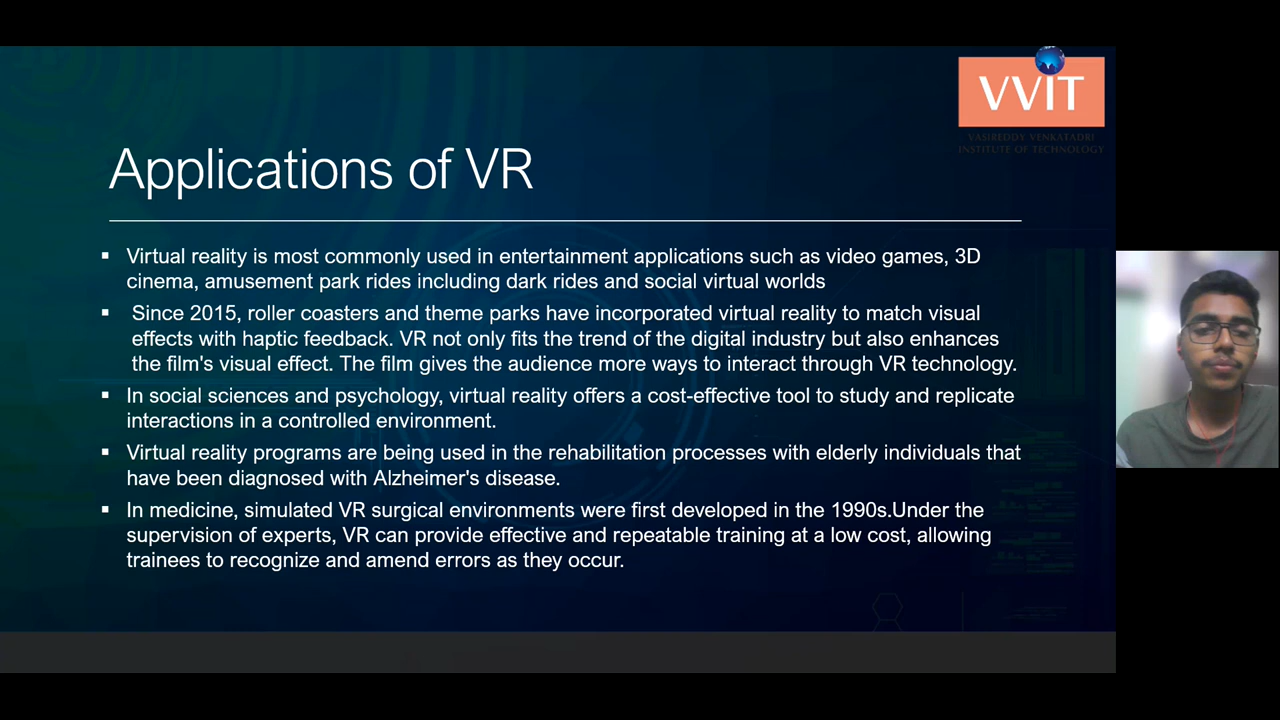 VVIT
VASIREDDY VENKATADRI
INSTITUTE OF TECHNOLOGY
Applications of VR
▪ Virtual reality is most commonly used in entertainment applications such as video games, 3D
cinema, amusement park rides including dark rides and social virtual worlds
▪ Since 2015, roller coasters and theme parks have incorporated virtual reality to match visual
effects with haptic feedback. VR not only fits the trend of the digital industry but also enhances
the film's visual effect. The film gives the audience more ways to interact through VR technology.
▪ In social sciences and psychology, virtual reality offers a cost-effective tool to study and replicate
interactions in a controlled environment.
▪ Virtual reality programs are being used in the rehabilitation processes with elderly individuals that
have been diagnosed with Alzheimer's disease.
▪ In medicine, simulated VR surgical environments were first developed in the 1990s.Under the
supervision of experts, VR can provide effective and repeatable training at a low cost, allowing
trainees to recognize and amend errors as they occur.